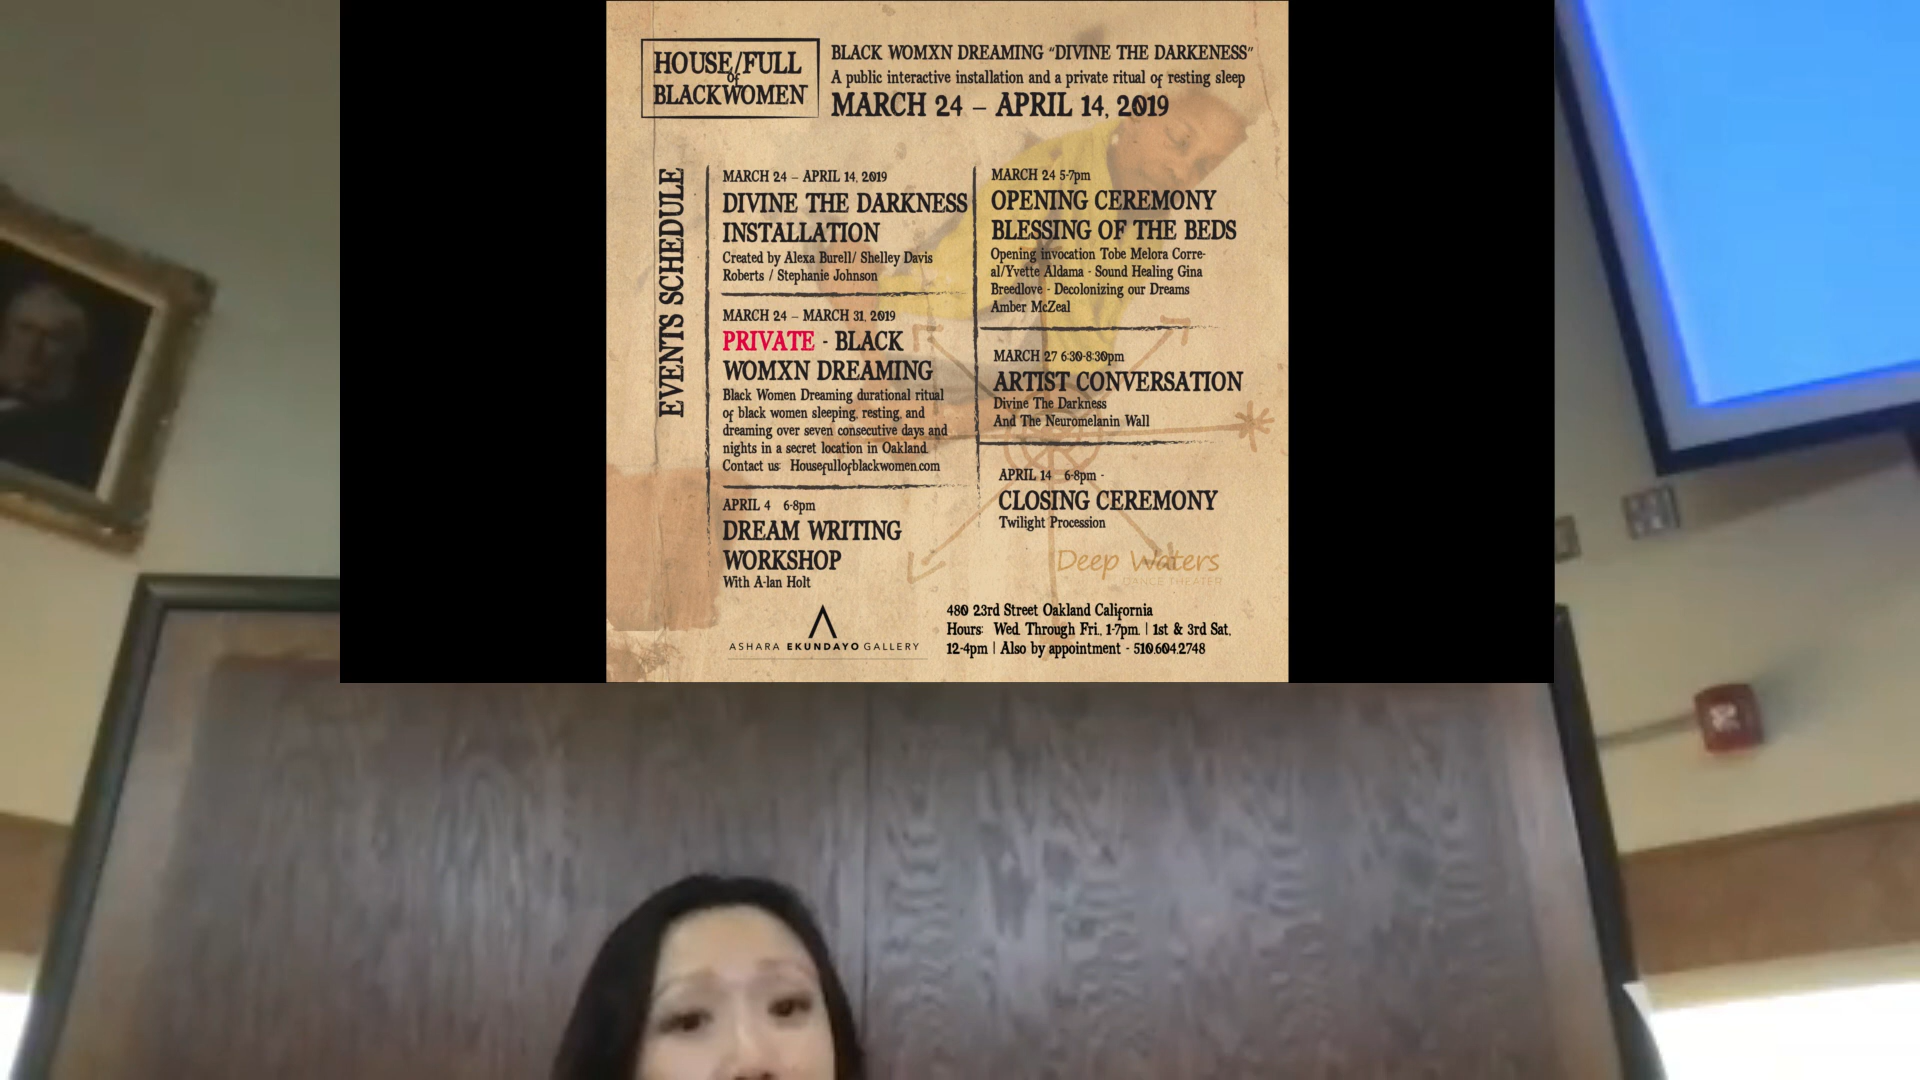 HOUSE/FULL
of
BLACKWOMEN
BLACK WOMXN DREAMING "DIVINE THE DARKENESS"
A public interactive installation and a private ritual of resting sleep
MARCH 24 – APRIL 14, 2019
EVENTS SCHEDULE
MARCH 24 – APRIL 14, 2019
DIVINE THE DARKNESS
INSTALLATION
Created by Alexa Burell/ Shelley Davis
Roberts / Stephanie Johnson
MARCH 24 – MARCH 31, 2019
PRIVATE - BLACK
WOMXN DREAMING
Black Women Dreaming durational ritual
of black women sleeping, resting, and
dreaming over seven consecutive days and
nights in a secret location in Oakland.
Contact us: Housefullofblackwomen.com
APRIL 4 6-8pm
DREAM WRITING
WORKSHOP
With A-lan Holt
MARCH 24 5-7pm
OPENING CEREMONY
BLESSING OF THE BEDS
Opening invocation Tobe Melora Corre-
al/Yvette Aldama - Sound Healing Gina
Breedlove - Decolonizing our Dreams
Amber McZeal
MARCH 27 6:30-8:30pm
ARTIST CONVERSATION
Divine The Darkness
And The Neuromelanin Wall
APRIL 14 6-8pm -
CLOSING CEREMONY
Twilight Procession
Deep Waters
DANCE THEATER
ASHARA EKUNDAYO GALLERY
480 23rd Street Oakland California
Hours: Wed. Through Fri., 1-7pm. | 1st & 3rd Sat.,
12-4pm | Also by appointment - 510.604.2748